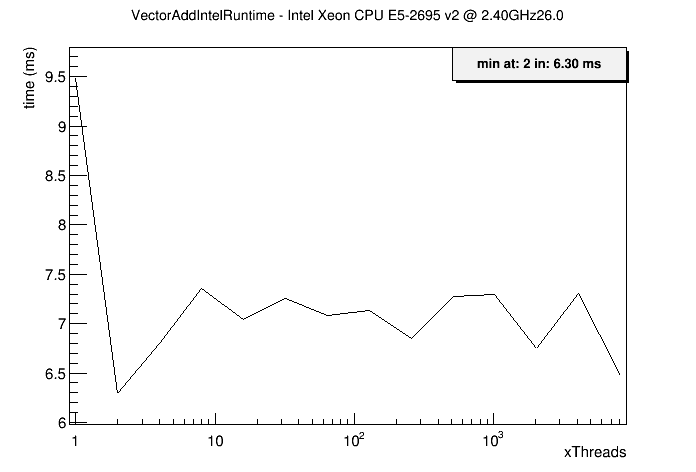 VectorAddIntelRuntime - Intel Xeon CPU E5-2695 v2 @ 2.40GHz26.0
time (ms)
min at: 2 in: 6.30 ms
9.5
9
8.5
8
7.5
7
6.5
6
1 10 10² 10³
xThreads